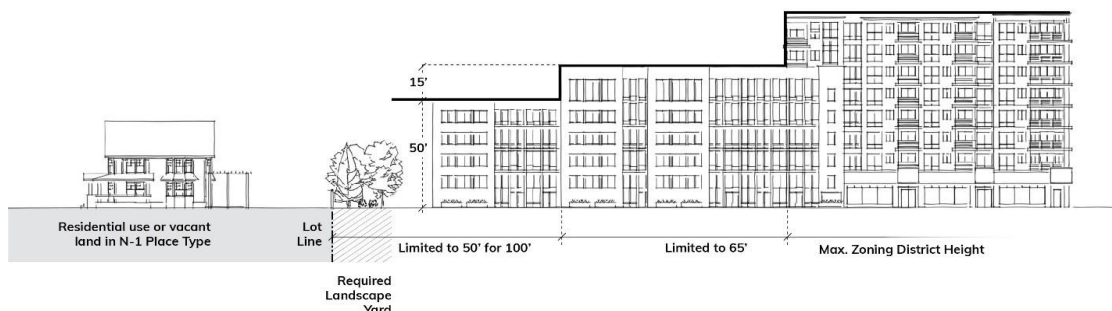 15'
50'
Residential use or vacant
land in N-1 Place Type
Lot
Line
Limited to 50' for 100'
Limited to 65'
Max. Zoning District Height
Required
Landscape
Yard